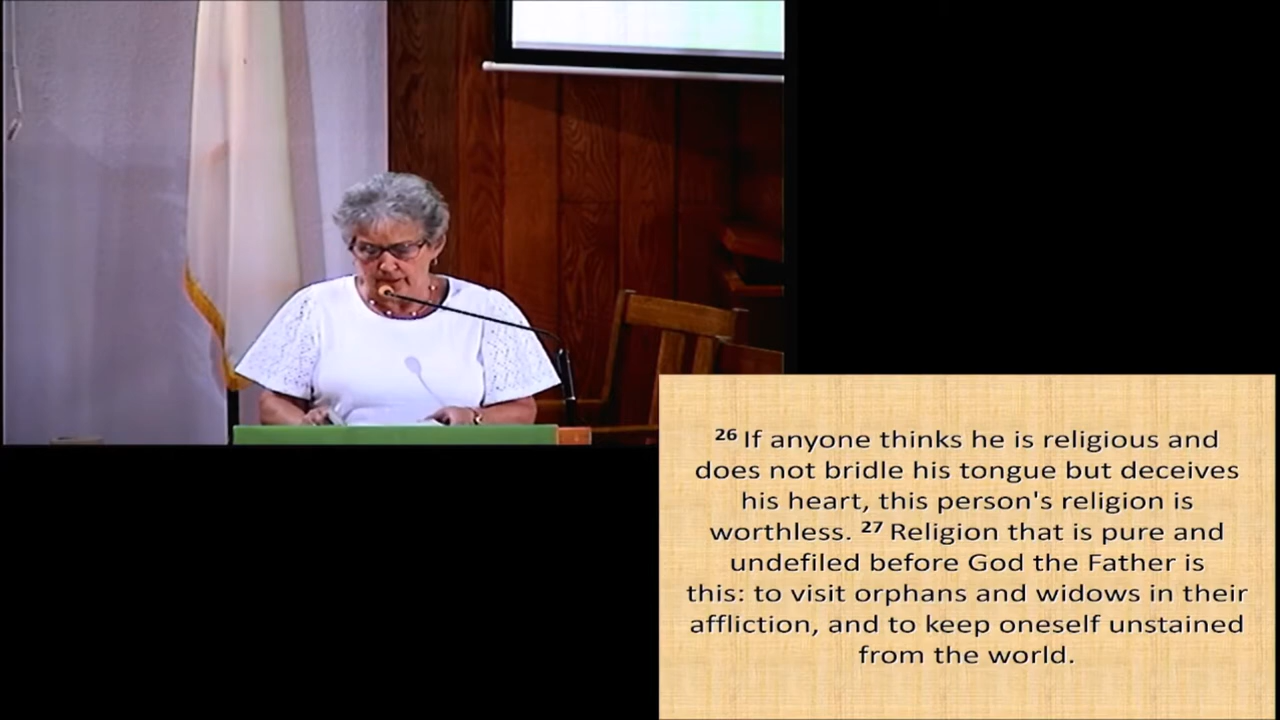 26 If anyone thinks he is religious and
does not bridle his tongue but deceives
his heart, this person's religion is
worthless. 27 Religion that is pure and
undefiled before God the Father is
this: to visit orphans and widows in their
affliction, and to keep oneself unstained
from the world.